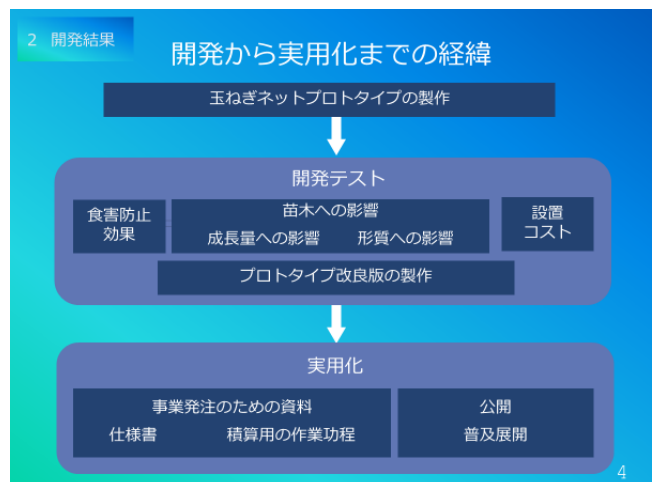 2 開発結果
開発から実用化までの経緯
玉ねぎネットプロトタイプの製作
開発テスト
食害防止
効果
苗木への影響
成長量への影響 形質への影響
設置
コスト
プロトタイプ改良版の製作
実用化
事業発注のための資料
仕様書 積算用の作業功程
公開
普及展開
4